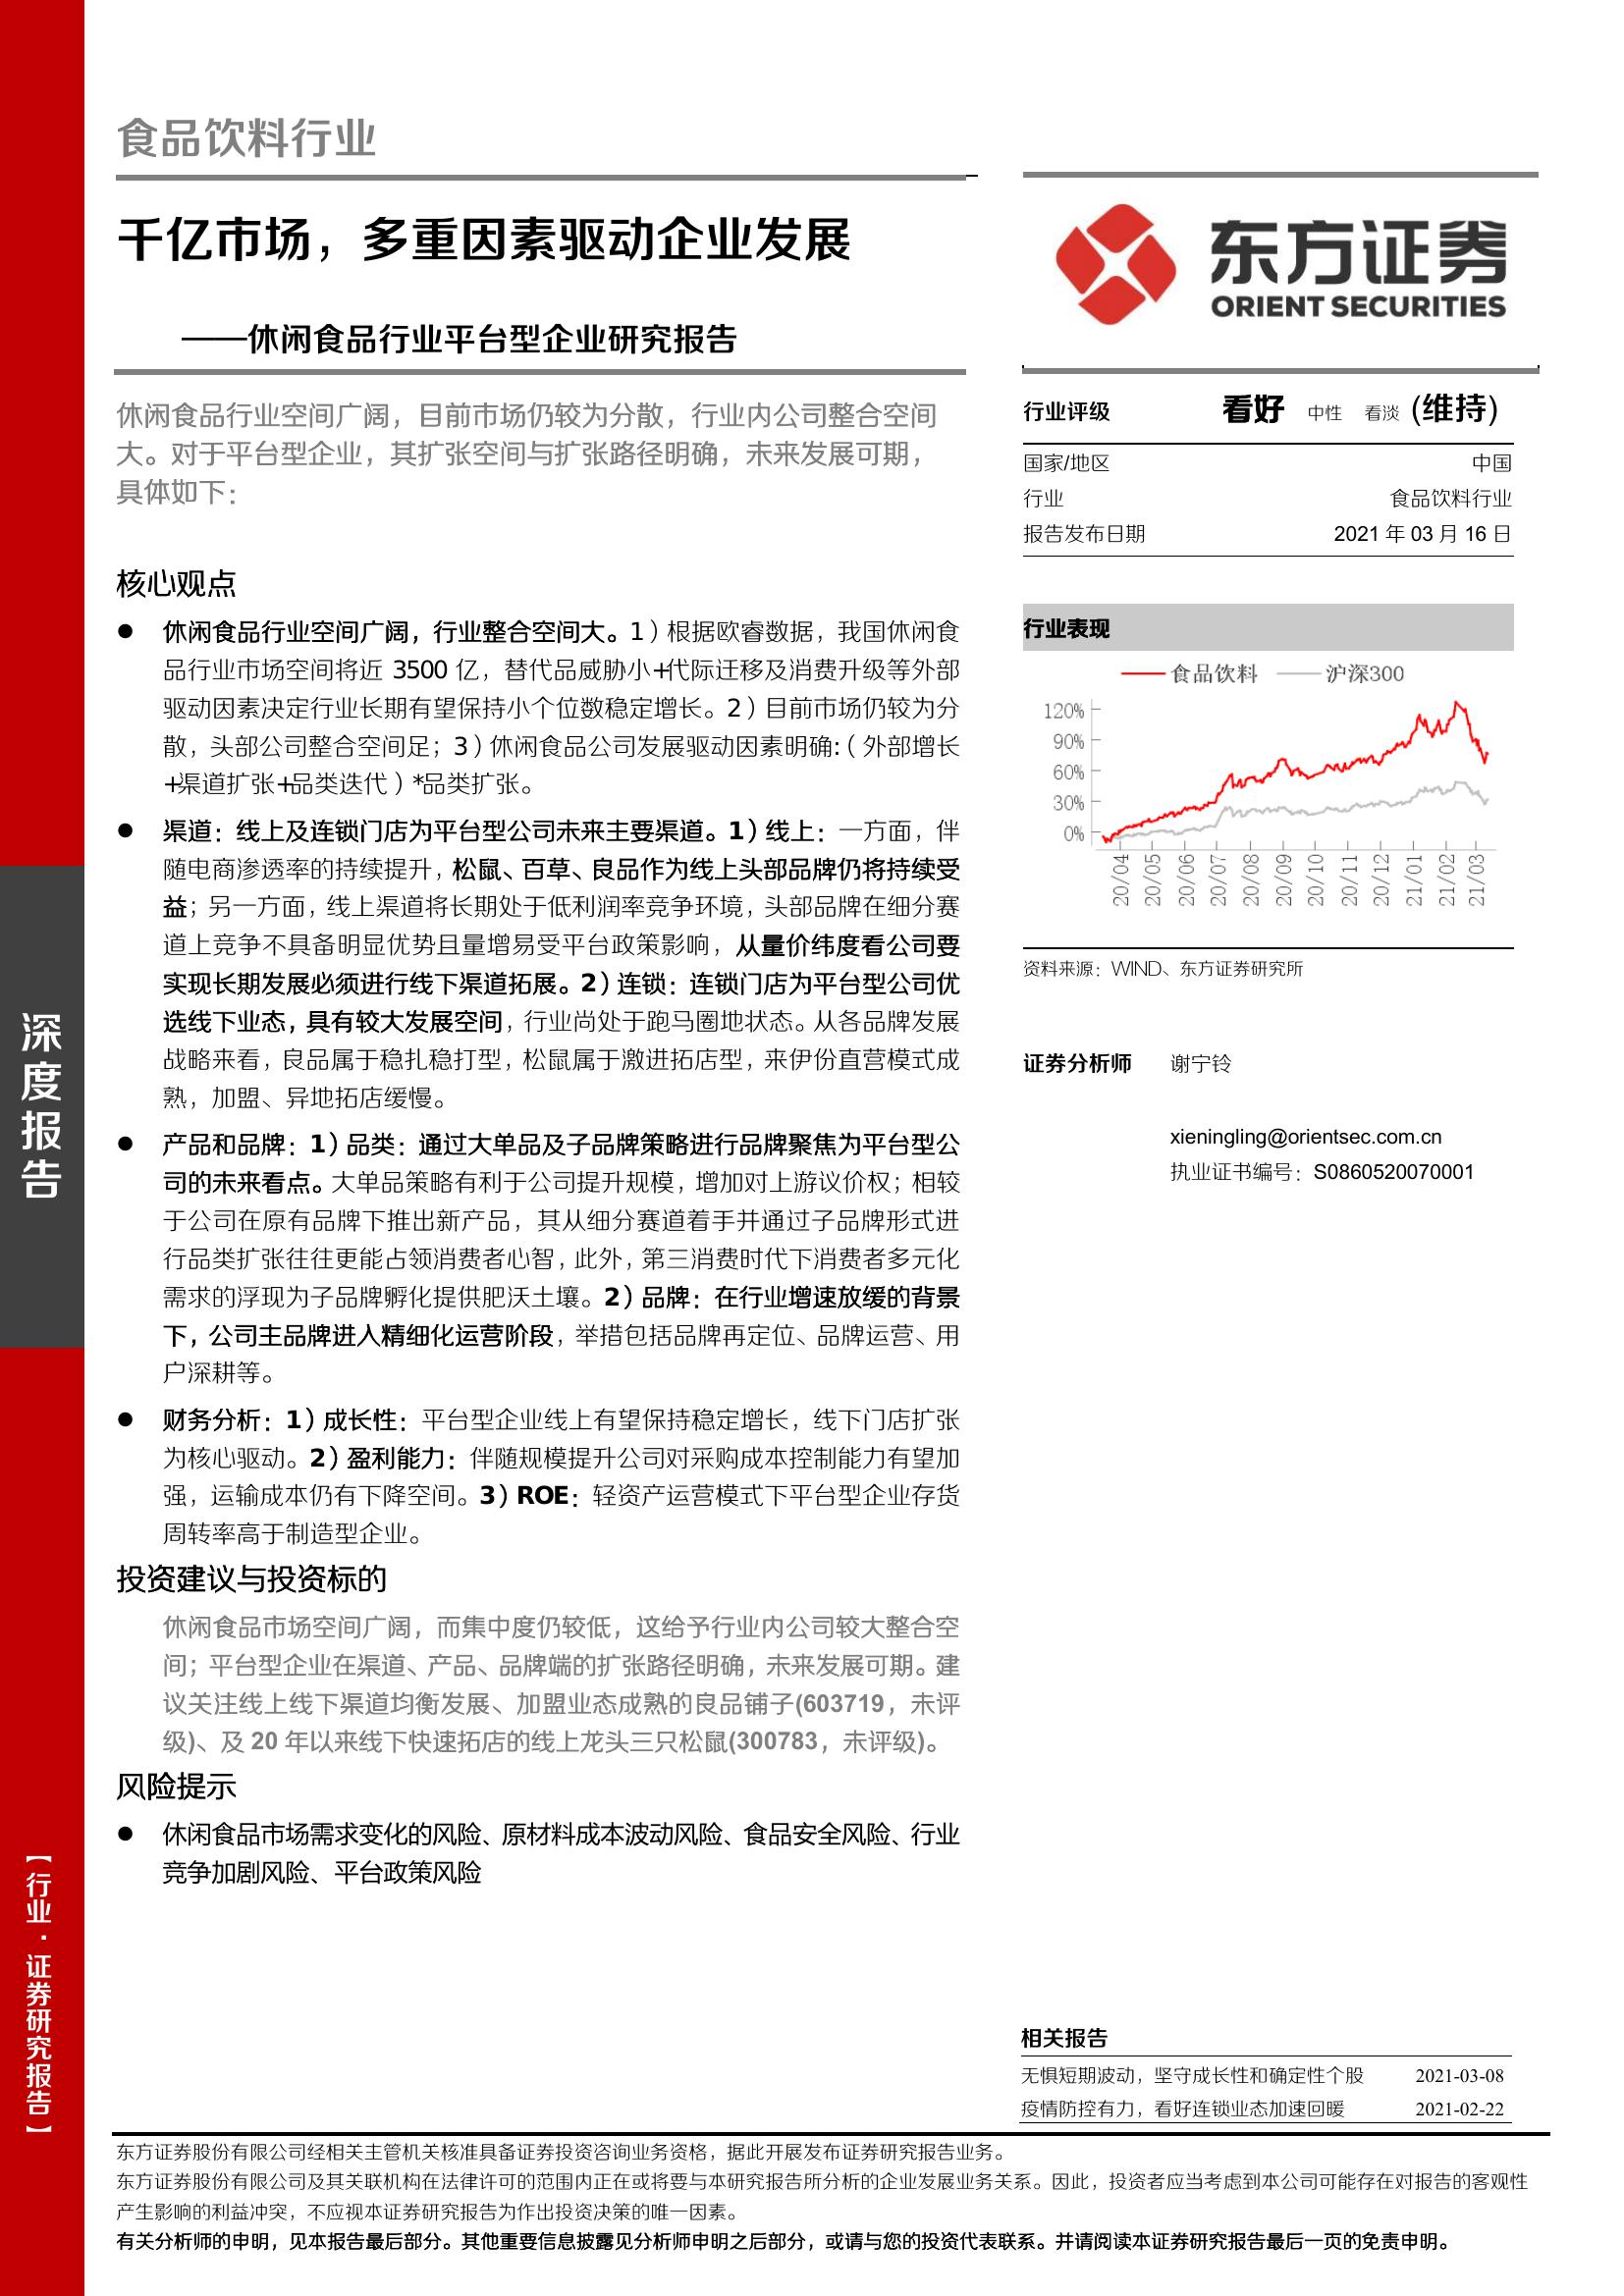 食品饮料行业
千亿市场，多重因素驱动企业发展
——休闲食品行业平台型企业研究报告
休闲食品行业空间广阔，目前市场仍较为分散，行业内公司整合空间
大。对于平台型企业，其扩张空间与扩张路径明确，未来发展可期，
具体如下：
核心观点
● 休闲食品行业空间广阔，行业整合空间大。1）根据欧睿数据，我国休闲食
品行业市场空间将近 3500 亿，替代品威胁小+代际迁移及消费升级等外部
驱动因素决定行业长期有望保持小个位数稳定增长。2）目前市场仍较为分
散，头部公司整合空间足；3）休闲食品公司发展驱动因素明确:（外部增长
+渠道扩张+品类迭代）*品类扩张。
● 渠道：线上及连锁门店为平台型公司未来主要渠道。1）线上：一方面，伴
随电商渗透率的持续提升，松鼠、百草、良品作为线上头部品牌仍将持续受
益；另一方面，线上渠道将长期处于低利润率竞争环境，头部品牌在细分赛
道上竞争不具备明显优势且量增易受平台政策影响，从量价纬度看公司要
实现长期发展必须进行线下渠道拓展。2）连锁：连锁门店为平台型公司优
选线下业态，具有较大发展空间，行业尚处于跑马圈地状态。从各品牌发展
战略来看，良品属于稳扎稳打型，松鼠属于激进拓店型，来伊份直营模式成
熟，加盟、异地拓店缓慢。
● 产品和品牌：1）品类：通过大单品及子品牌策略进行品牌聚焦为平台型公
司的未来看点。大单品策略有利于公司提升规模，增加对上游议价权；相较
于公司在原有品牌下推出新产品，其从细分赛道着手并通过子品牌形式进
行品类扩张往往更能占领消费者心智，此外，第三消费时代下消费者多元化
需求的浮现为子品牌孵化提供肥沃土壤。2）品牌：在行业增速放缓的背景
下，公司主品牌进入精细化运营阶段，举措包括品牌再定位、品牌运营、用
户深耕等。
● 财务分析：1）成长性：平台型企业线上有望保持稳定增长，线下门店扩张
为核心驱动。2）盈利能力：伴随规模提升公司对采购成本控制能力有望加
强，运输成本仍有下降空间。3）ROE：轻资产运营模式下平台型企业存货
周转率高于制造型企业。
投资建议与投资标的
休闲食品市场空间广阔，而集中度仍较低，这给予行业内公司较大整合空
间；平台型企业在渠道、产品、品牌端的扩张路径明确，未来发展可期。建
议关注线上线下渠道均衡发展、加盟业态成熟的良品铺子(603719，未评
级)、及 20 年以来线下快速拓店的线上龙头三只松鼠(300783，未评级)。
风险提示
● 休闲食品市场需求变化的风险、原材料成本波动风险、食品安全风险、行业
竞争加剧风险、平台政策风险
东方证券
ORIENT SECURITIES
行业评级 看好 中性 看淡 (维持)
国家/地区 中国
行业 食品饮料行业
报告发布日期 2021 年 03 月 16 日
行业表现
食品饮料 沪深300
120%
90%
60%
30%
0%
20/04 20/05 20/06 20/07 20/08 20/09 20/10 20/11 20/12 21/01 21/02 21/03
资料来源：WIND、东方证券研究所
证券分析师 谢宁铃
xieningling@orientsec.com.cn
执业证书编号：S0860520070001
相关报告
无惧短期波动，坚守成长性和确定性个股 2021-03-08
疫情防控有力，看好连锁业态加速回暖 2021-02-22
深度报告
【行业·证券研究报告】
东方证券股份有限公司经相关主管机关核准具备证券投资咨询业务资格，据此开展发布证券研究报告业务。
东方证券股份有限公司及其关联机构在法律许可的范围内正在或将要与本研究报告所分析的企业发展业务关系。因此，投资者应当考虑到本公司可能存在对报告的客观性
产生影响的利益冲突，不应视本证券研究报告为作出投资决策的唯一因素。
有关分析师的申明，见本报告最后部分。其他重要信息披露见分析师申明之后部分，或请与您的投资代表联系。并请阅读本证券研究报告最后一页的免责申明。